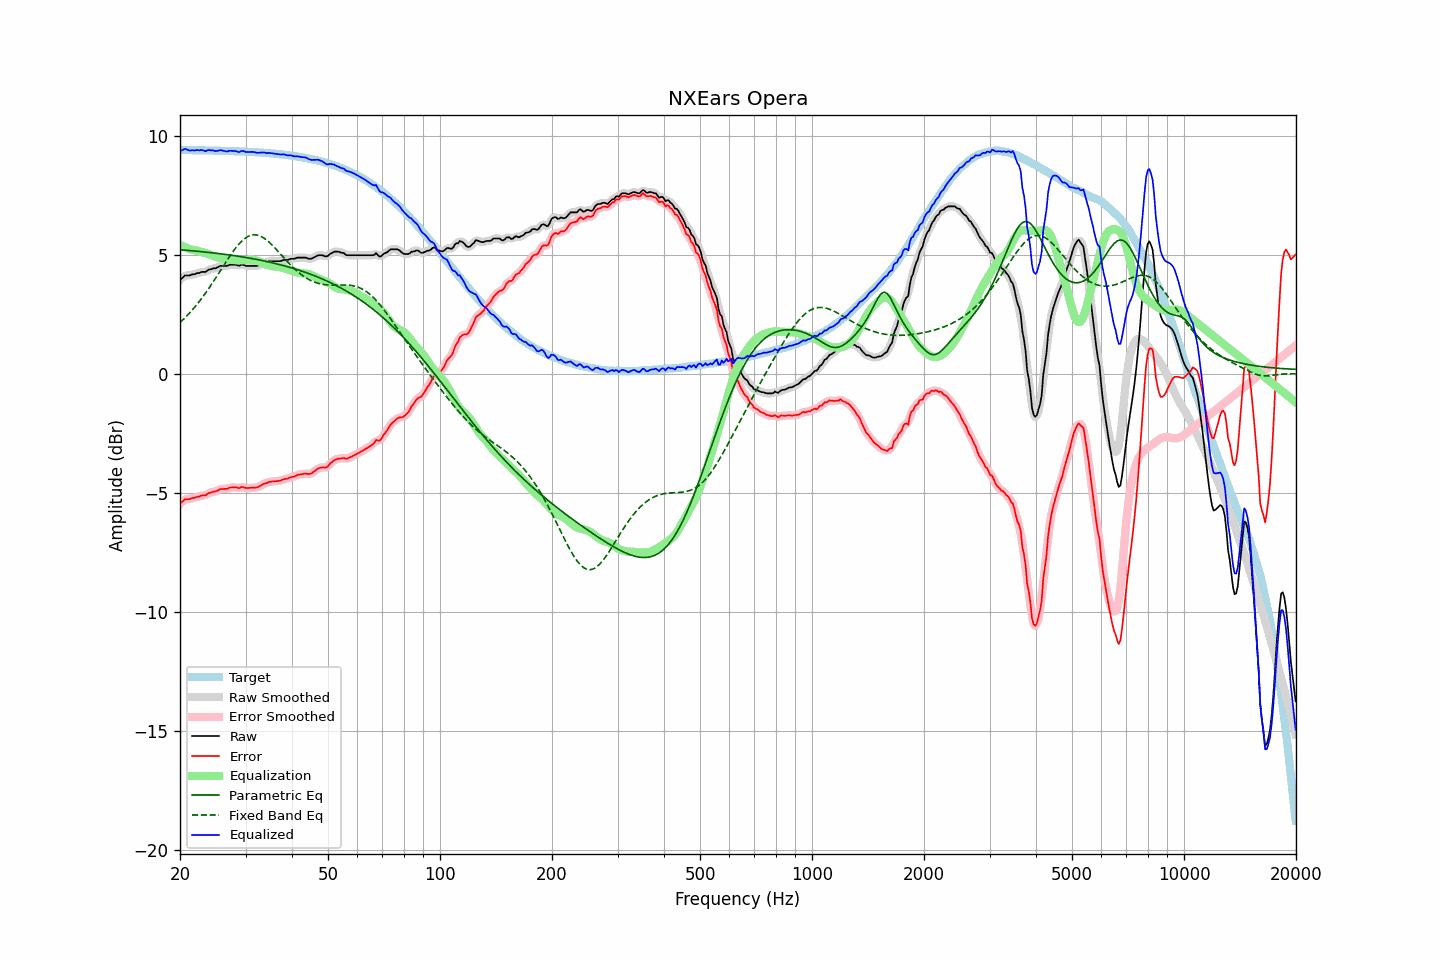 NXEars Opera
Amplitude (dBr)
10
5
0
−5
−10
−15
−20
Target
Raw Smoothed
Error Smoothed
Raw
Error
Equalization
Parametric Eq
Fixed Band Eq
Equalized
20 50 100 200 500 1000 2000 5000 10000 20000
Frequency (Hz)